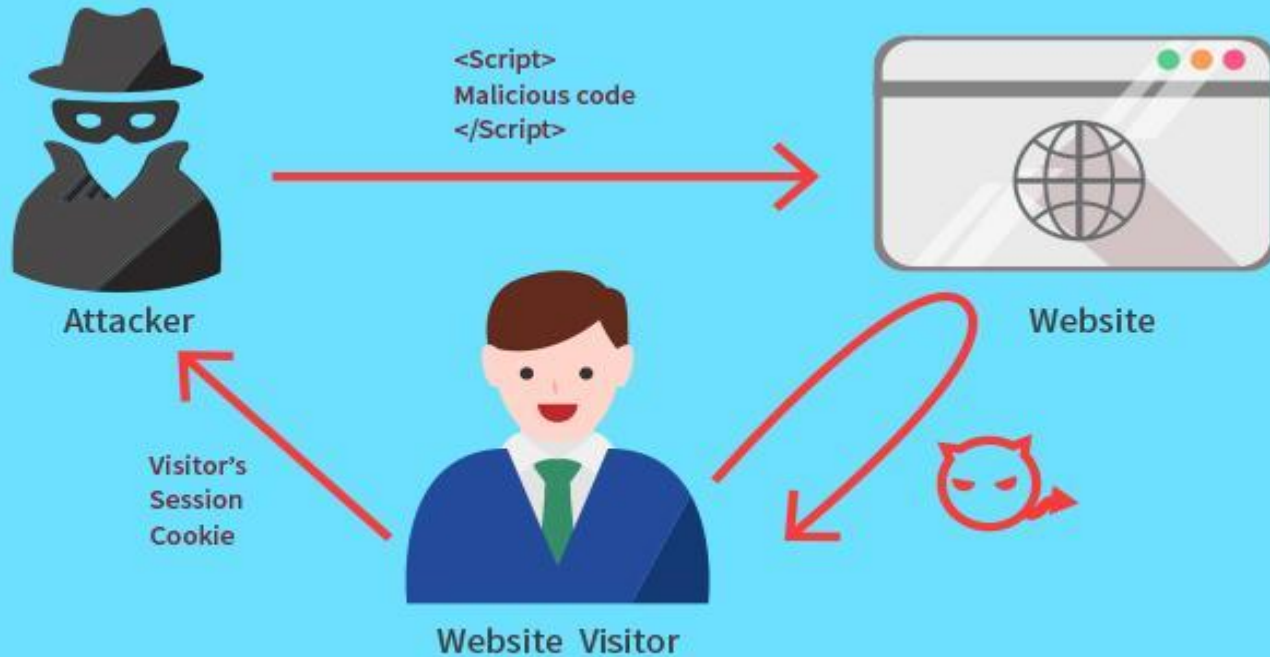 <Script>
Malicious code
</Script>
Attacker
Website
Visitor's
Session
Cookie
Website Visitor